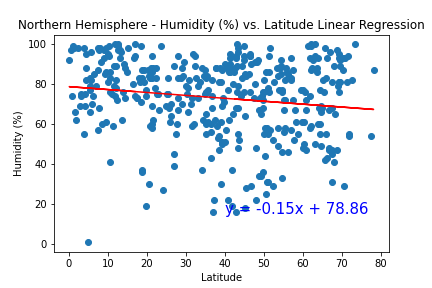 Northern Hemisphere - Humidity (%) vs. Latitude Linear Regression
100
80
60
40
20
0
Humidity (%)
y = -0.15x + 78.86
0 10 20 30 40 50 60 70 80
Latitude